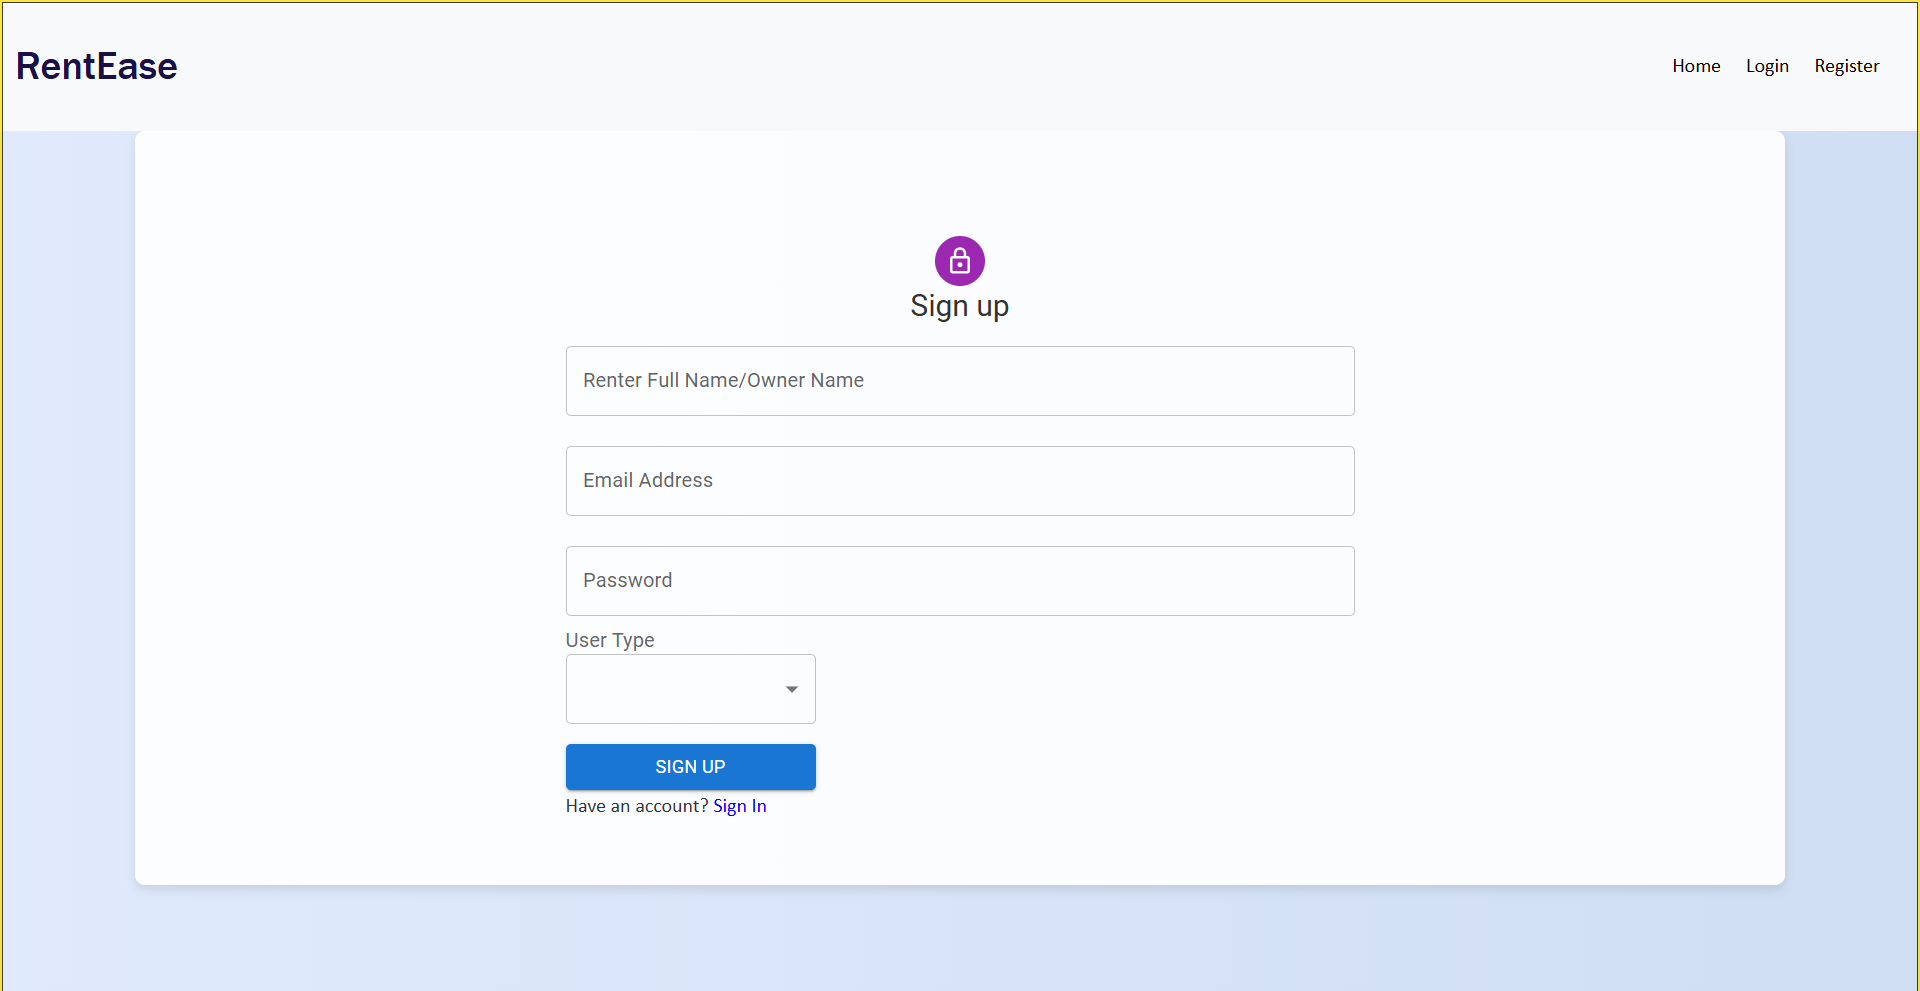 RentEase
Home Login Register
Sign up
Renter Full Name/Owner Name
Email Address
Password
User Type
SIGN UP
Have an account? Sign In